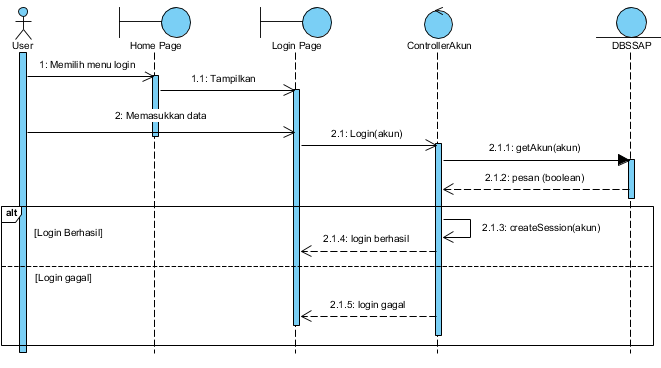 User
Home Page
Login Page
ControllerAkun
DBSSAP
1: Memilih menu login
1.1: Tampilkan
2: Memasukkan data
2.1: Login(akun)
2.1.1: getAkun(akun)
2.1.2: pesan (boolean)
alt
[Login Berhasil]
2.1.3: createSession(akun)
2.1.4: login berhasil
[Login gagal]
2.1.5: login gagal